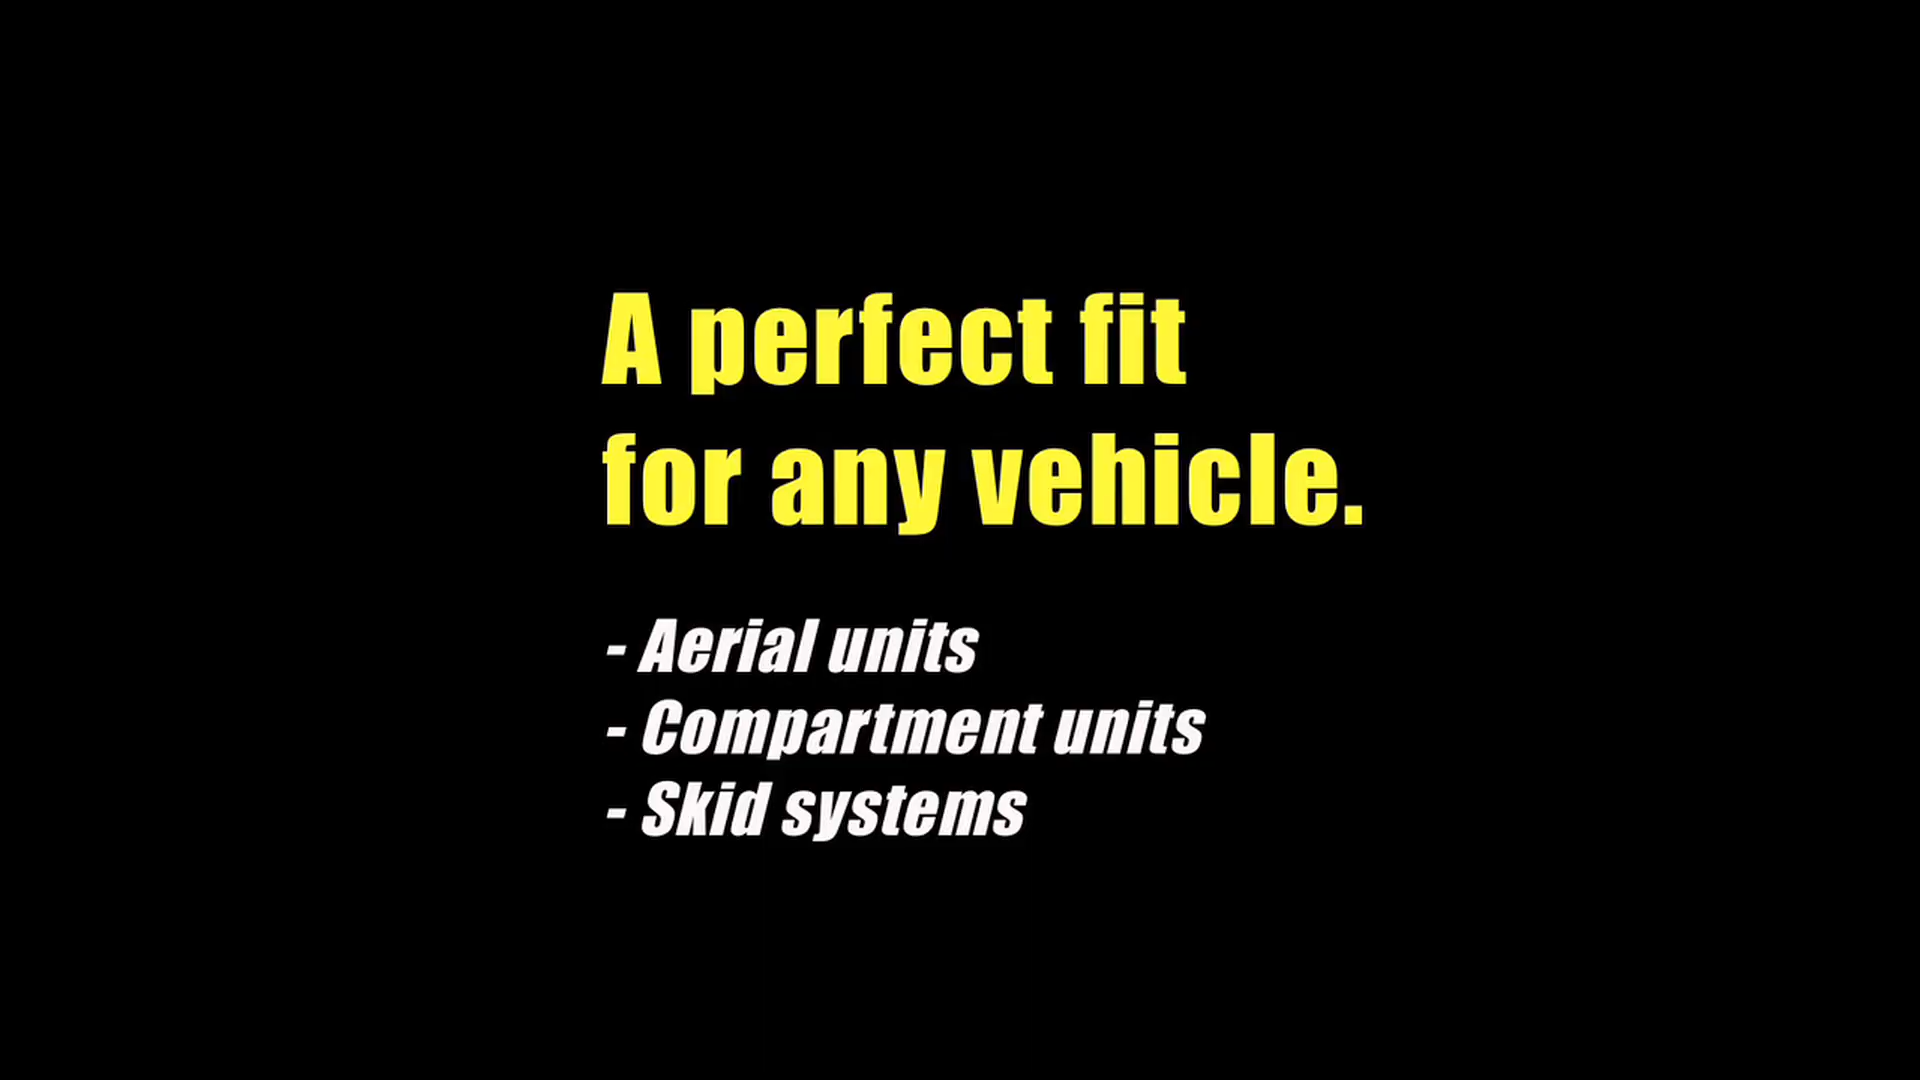 A perfect fit
for any vehicle.
- Aerial units
- Compartment units
- Skid systems